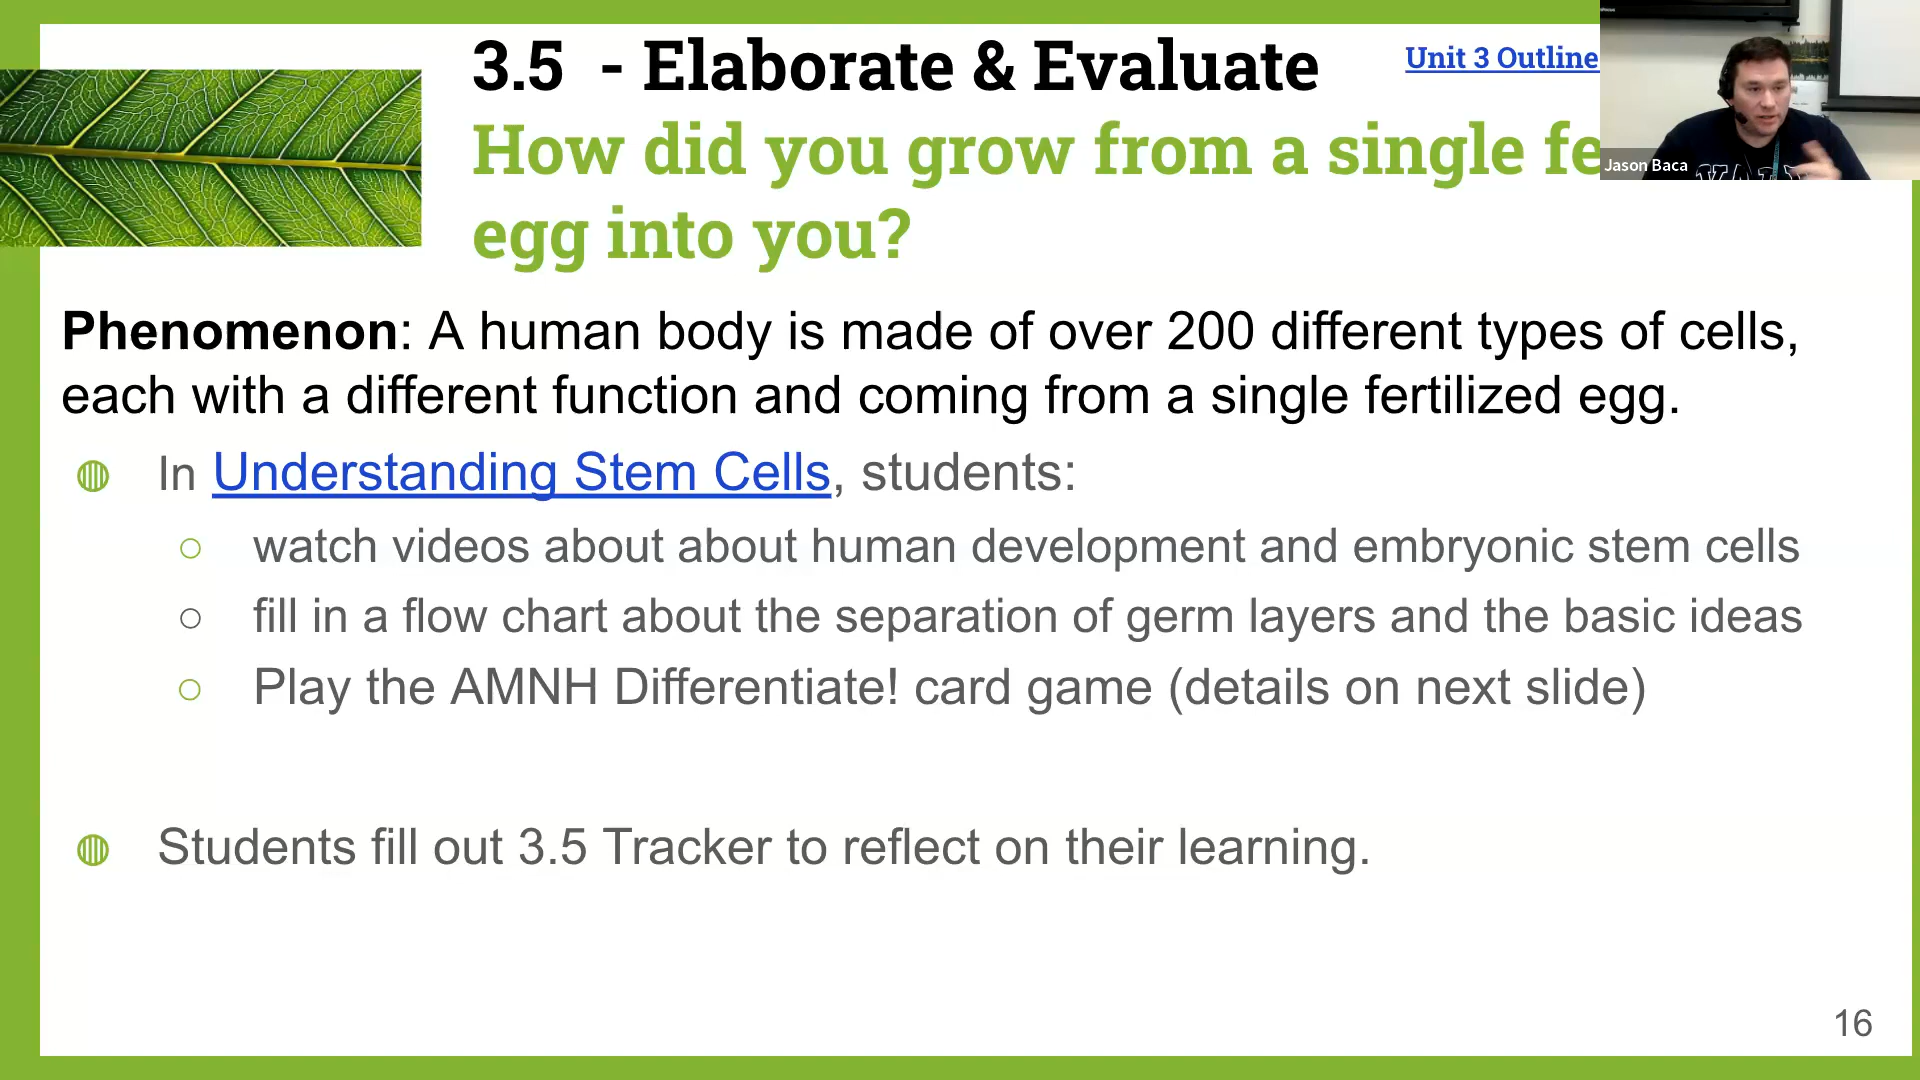 3.5 - Elaborate & Evaluate
Unit 3 Outline
How did you grow from a single fe
egg into you?
Jason Baca
Phenomenon: A human body is made of over 200 different types of cells,
each with a different function and coming from a single fertilized egg.
In Understanding Stem Cells, students:
watch videos about about human development and embryonic stem cells
fill in a flow chart about the separation of germ layers and the basic ideas
Play the AMNH Differentiate! card game (details on next slide)
Students fill out 3.5 Tracker to reflect on their learning.
16